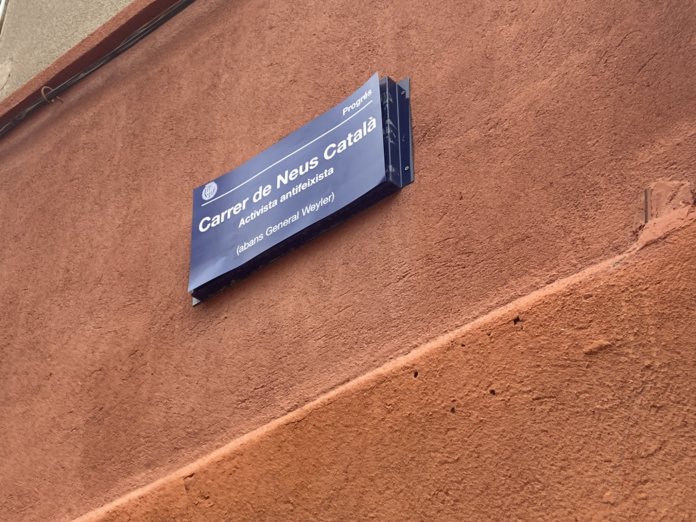 Progrés
Carrer de Neus Català
Activista antifeixista
(abans General Weyler)